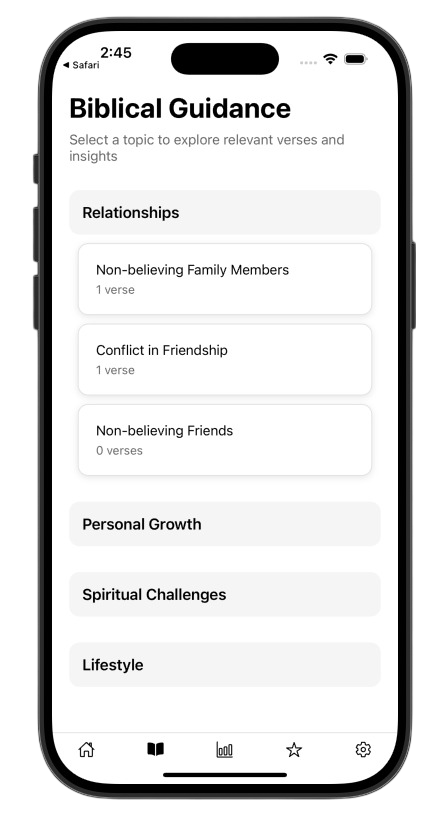 2:45
◀ Safari
Biblical Guidance
Select a topic to explore relevant verses and
insights
Relationships
Non-believing Family Members
1 verse
Conflict in Friendship
1 verse
Non-believing Friends
0 verses
Personal Growth
Spiritual Challenges
Lifestyle